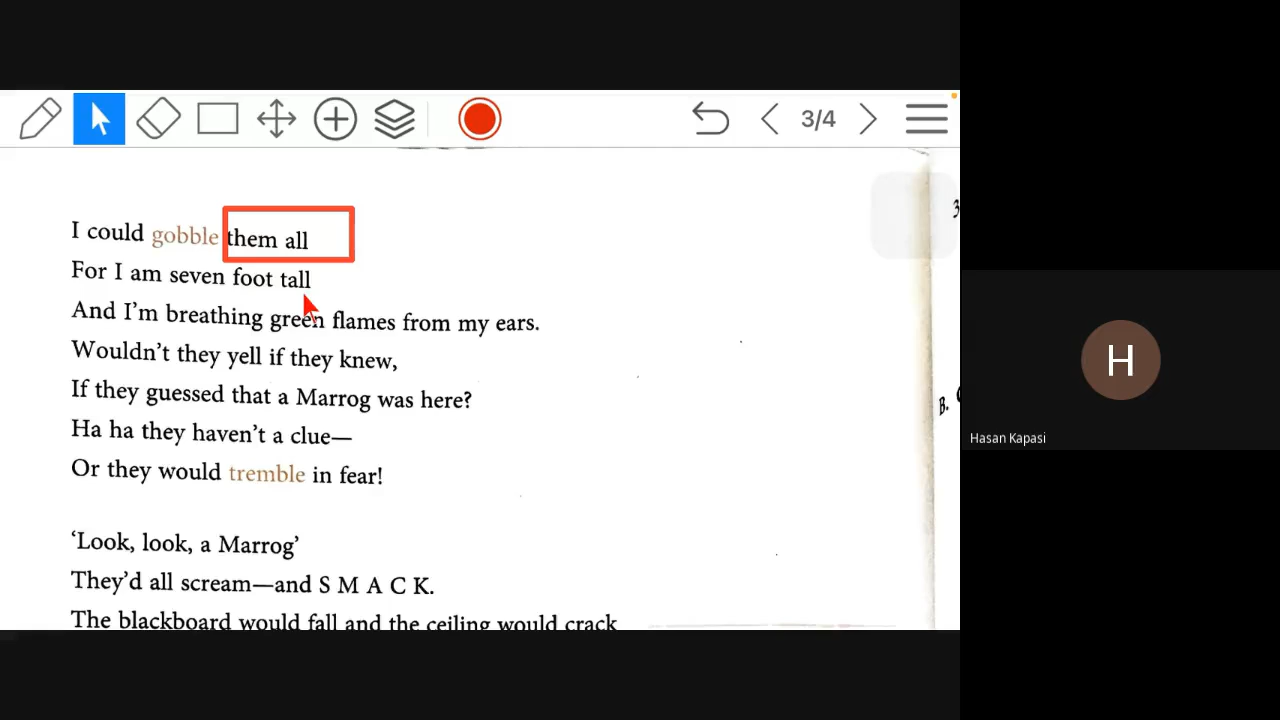 3/4
I could gobble them all
For I am seven foot tall
And I'm breathing green flames from my ears.
Wouldn't they yell if they knew,
If they guessed that a Marrog was here?
Ha ha they haven't a clue—
Or they would tremble in fear!
‘Look, look, a Marrog’
They'd all scream—and S M A C K.
The blackboard would fall and the ceiling would crack
3
B.
H
Hasan Kapasi